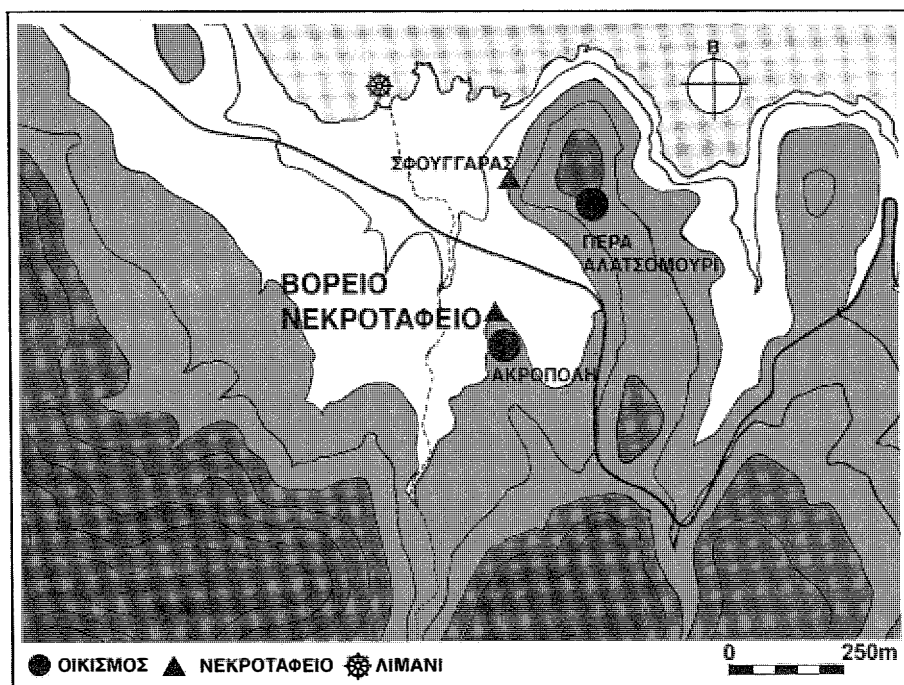 Β
ΣΦΟΥΓΓΑΡΑΣ
ΠΕΡΑ
ΑΛΑΤΣΟΜΟΥΡΙ
ΒΟΡΕΙΟ
ΝΕΚΡΟΤΑΦΕΙΟ
ΑΚΡΟΠΟΛΗ
ΟΙΚΙΣΜΟΣ ΝΕΚΡΟΤΑΦΕΙΟ ΛΙΜΑΝΙ
0 250m